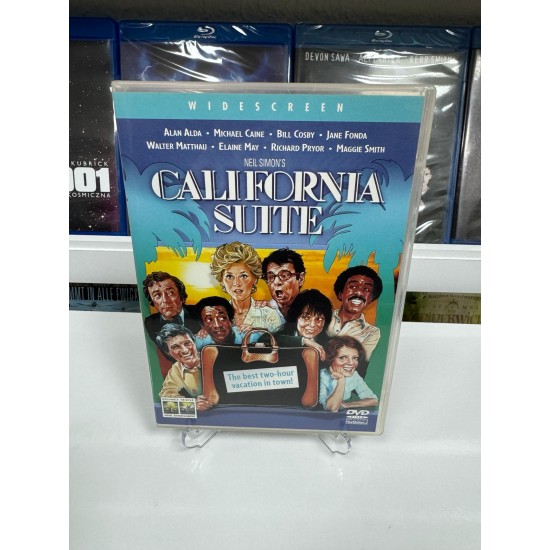 DEVON SAWA
KUBRICK
001
KOSMICZNA
WIDESCREEN
ALAN ALDA • MICHAEL CAINE • BILL COSBY • JANE FONDA
WALTER MATTHAU • ELAINE MAY • RICHARD PRYOR • MAGGIE SMITH
NEIL SIMON'S
CALIFORNIA
SUITE
The best two-hour
vacation in town!
DVD